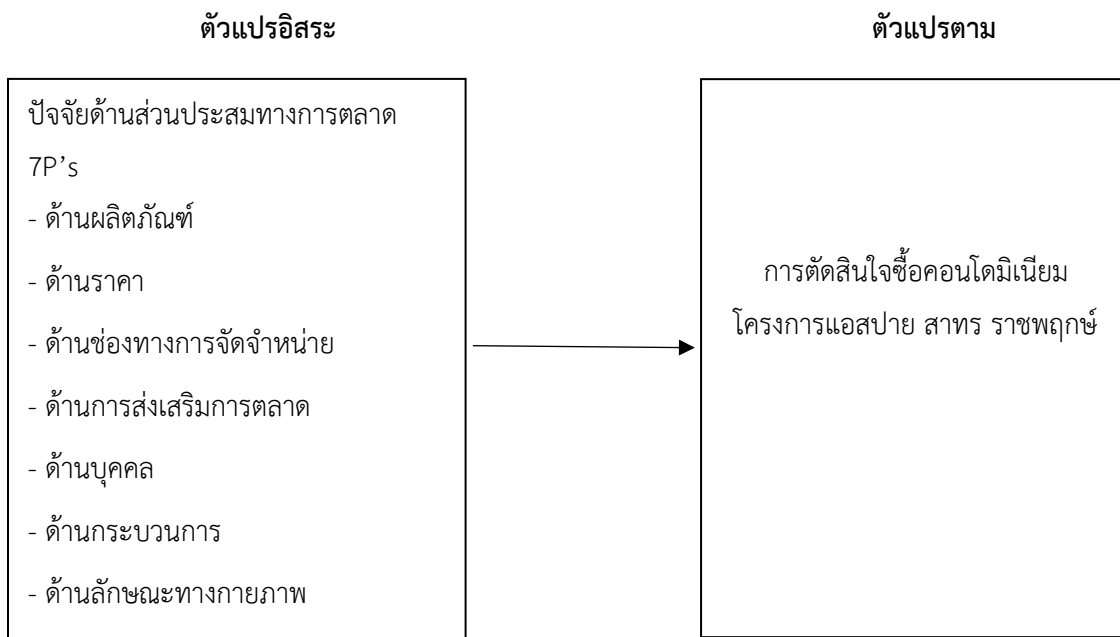 ตัวแปรอิสระ
ตัวแปรตาม
ปัจจัยด้านส่วนประสมทางการตลาด
7P’s
- ด้านผลิตภัณฑ์
- ด้านราคา
- ด้านช่องทางการจัดจำหน่าย
- ด้านการส่งเสริมการตลาด
- ด้านบุคคล
- ด้านกระบวนการ
- ด้านลักษณะทางกายภาพ
การตัดสินใจซื้อคอนโดมิเนียม
โครงการแอสปาย สาทร ราชพฤกษ์